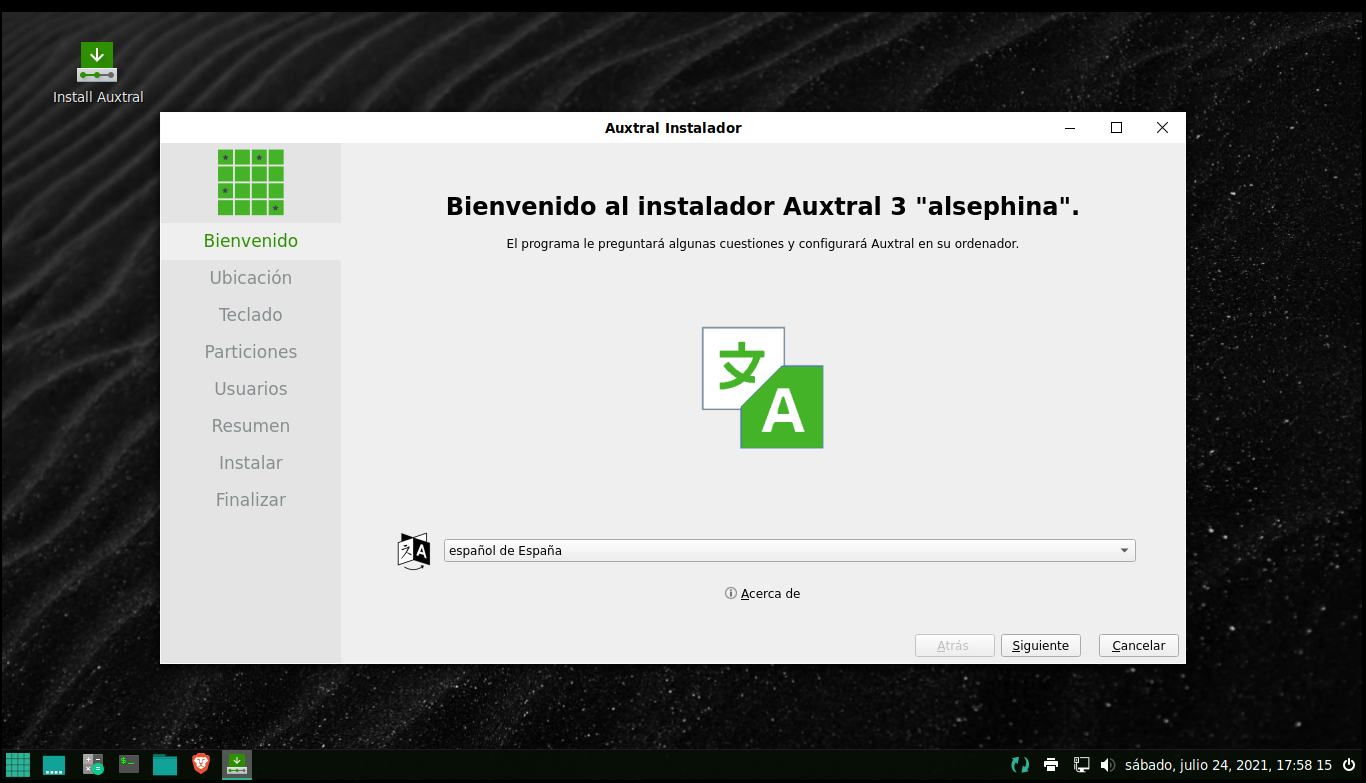 Install Auxtral
Auxtral Instalador
Bienvenido
Ubicación
Teclado
Particiones
Usuarios
Resumen
Instalar
Finalizar
Bienvenido al instalador Auxtral 3 "alsephina".
El programa le preguntará algunas cuestiones y configurará Auxtral en su ordenador.
文
A
español de España
Acerca de
Atrás
Siguiente
Cancelar
sábado, julio 24, 2021, 17:58 15